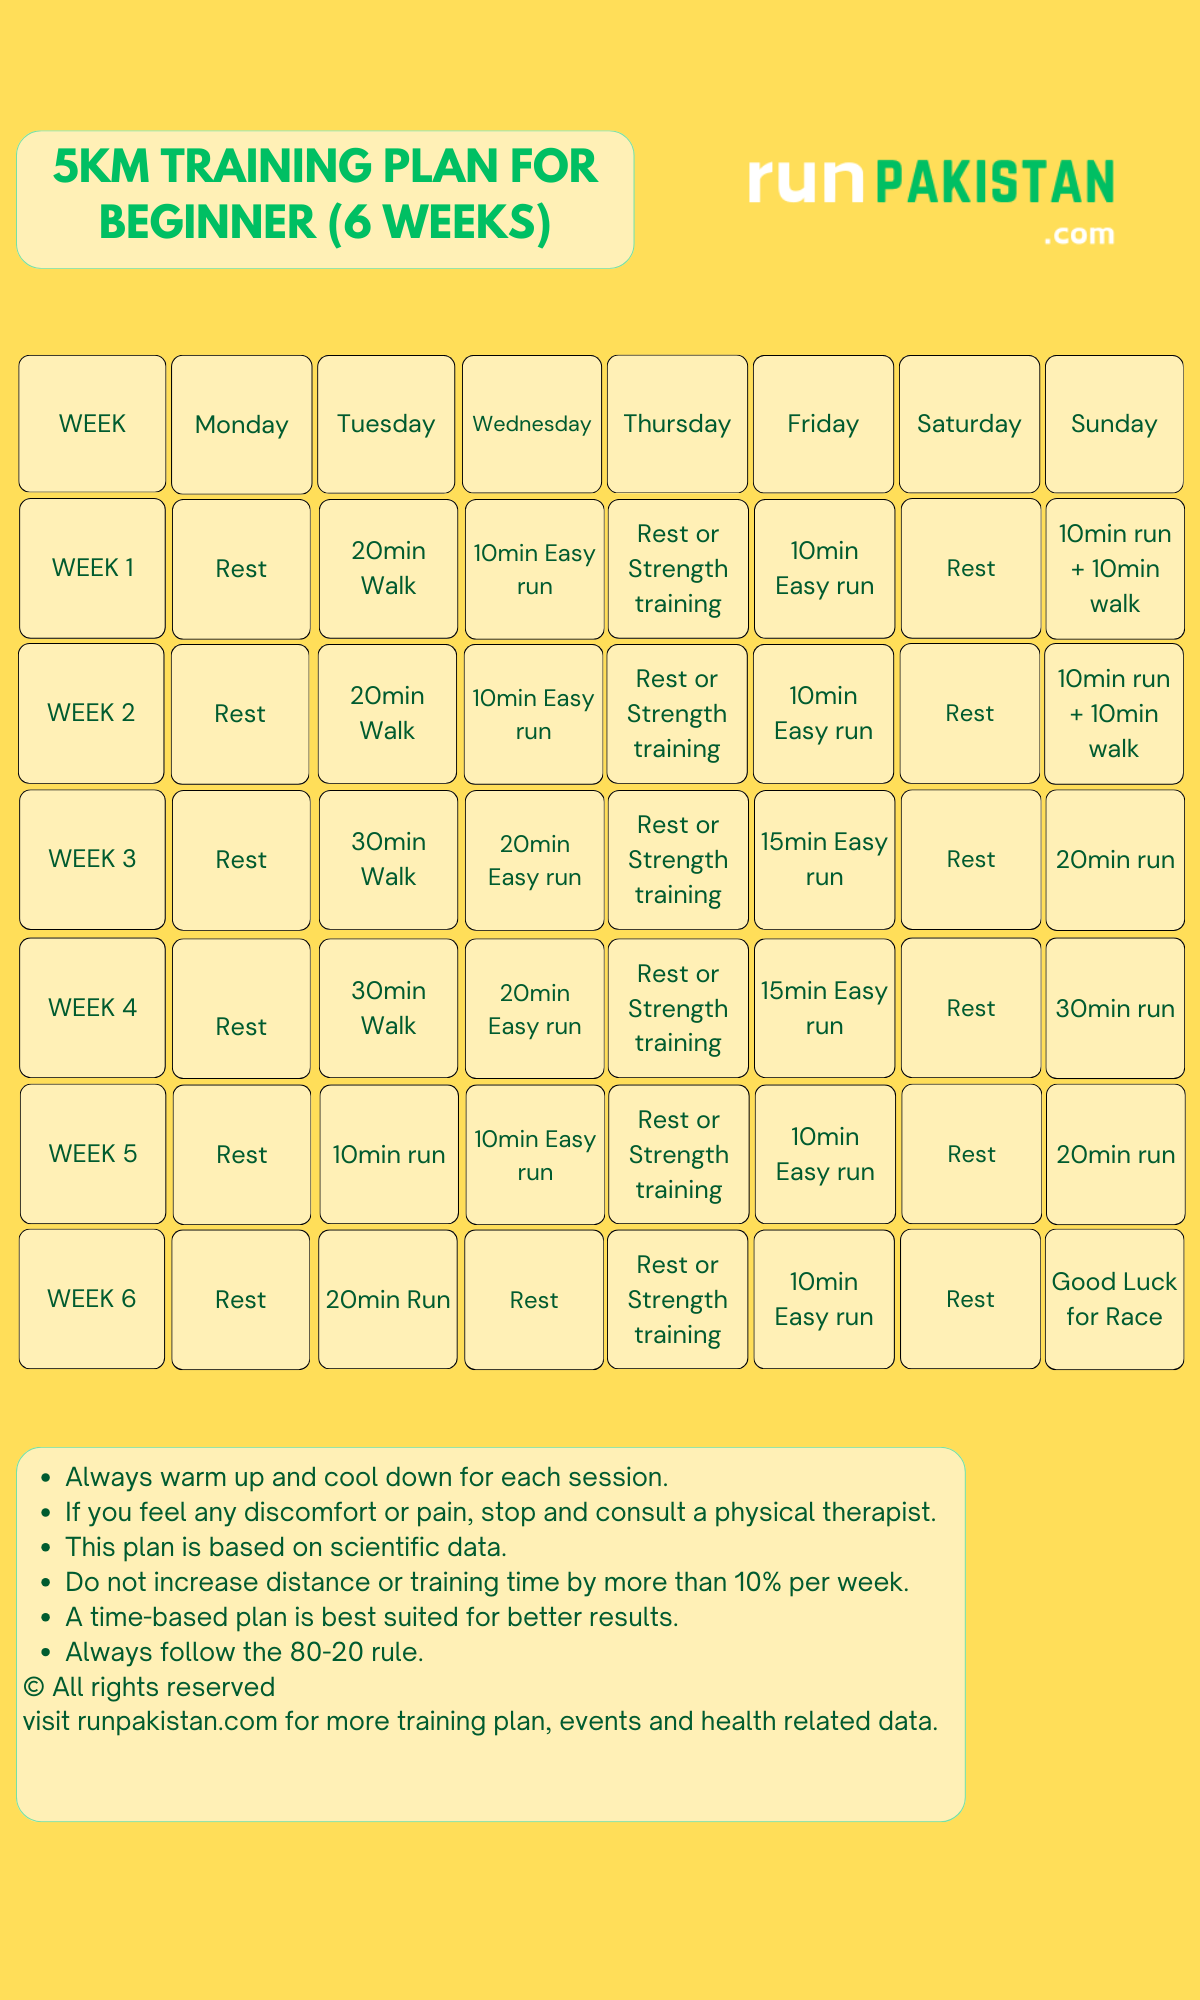 5KM TRAINING PLAN FOR
BEGINNER (6 WEEKS)
run PAKISTAN
.com
WEEK
Monday
Tuesday
Wednesday
Thursday
Friday
Saturday
Sunday
WEEK 1
Rest
20min
Walk
10min Easy
run
Rest or
Strength
training
10min
Easy run
Rest
10min run
+ 10min
walk
WEEK 2
Rest
20min
Walk
10min Easy
run
Rest or
Strength
training
10min
Easy run
Rest
10min run
+ 10min
walk
WEEK 3
Rest
30min
Walk
20min
Easy run
Rest or
Strength
training
15min Easy
run
Rest
20min run
WEEK 4
Rest
30min
Walk
20min
Easy run
Rest or
Strength
training
15min Easy
run
Rest
30min run
WEEK 5
Rest
10min run
10min Easy
run
Rest or
Strength
training
10min
Easy run
Rest
20min run
WEEK 6
Rest
20min Run
Rest
Rest or
Strength
training
10min
Easy run
Rest
Good Luck
for Race
• Always warm up and cool down for each session.
• If you feel any discomfort or pain, stop and consult a physical therapist.
• This plan is based on scientific data.
• Do not increase distance or training time by more than 10% per week.
• A time-based plan is best suited for better results.
• Always follow the 80-20 rule.
© All rights reserved
visit runpakistan.com for more training plan, events and health related data.